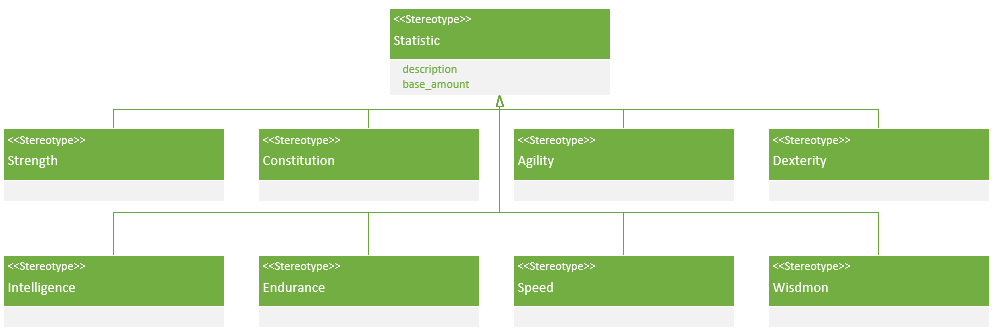 <<Stereotype>>
Statistic
description
base_amount
<<Stereotype>>
Strength
<<Stereotype>>
Constitution
<<Stereotype>>
Agility
<<Stereotype>>
Dexterity
<<Stereotype>>
Intelligence
<<Stereotype>>
Endurance
<<Stereotype>>
Speed
<<Stereotype>>
Wisdmon